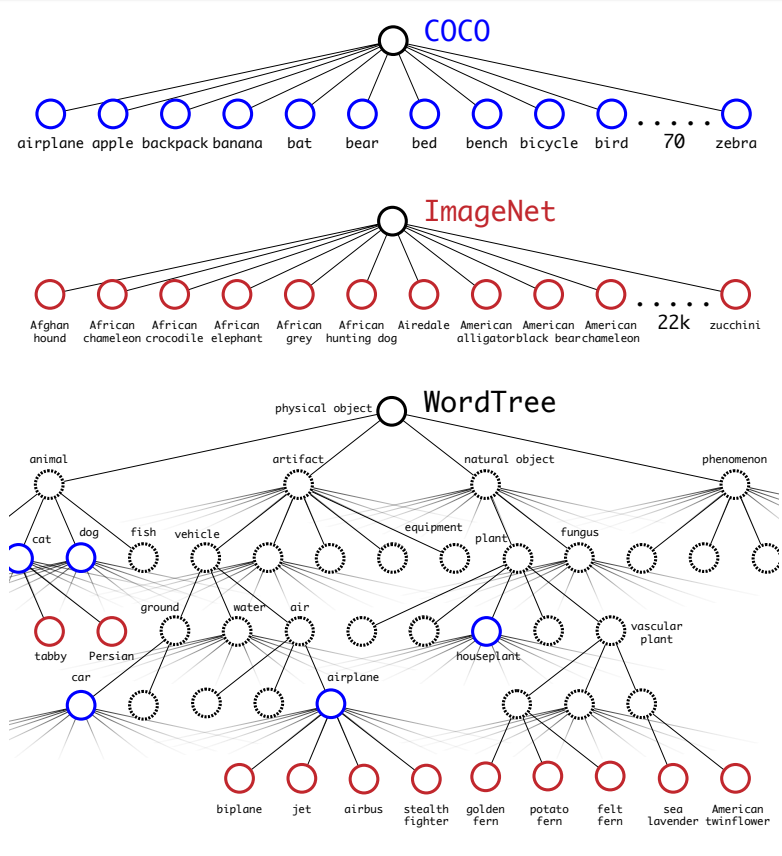 COCO
airplane apple backpack banana bat bear bed bench bicycle bird 70 zebra
ImageNet
Afghan African African African African African Airedale American American American 22k zucchini
hound chameleon crocodile elephant grey hunting dog alligator black bear chameleon
physical object WordTree
animal artifact natural object phenomenon
cat dog fish vehicle equipment plant fungus
ground water air vascular
plant
tabby Persian houseplant
car airplane
biplane jet airbus stealth golden potato felt sea American
fighter fern fern fern lavender twinflower